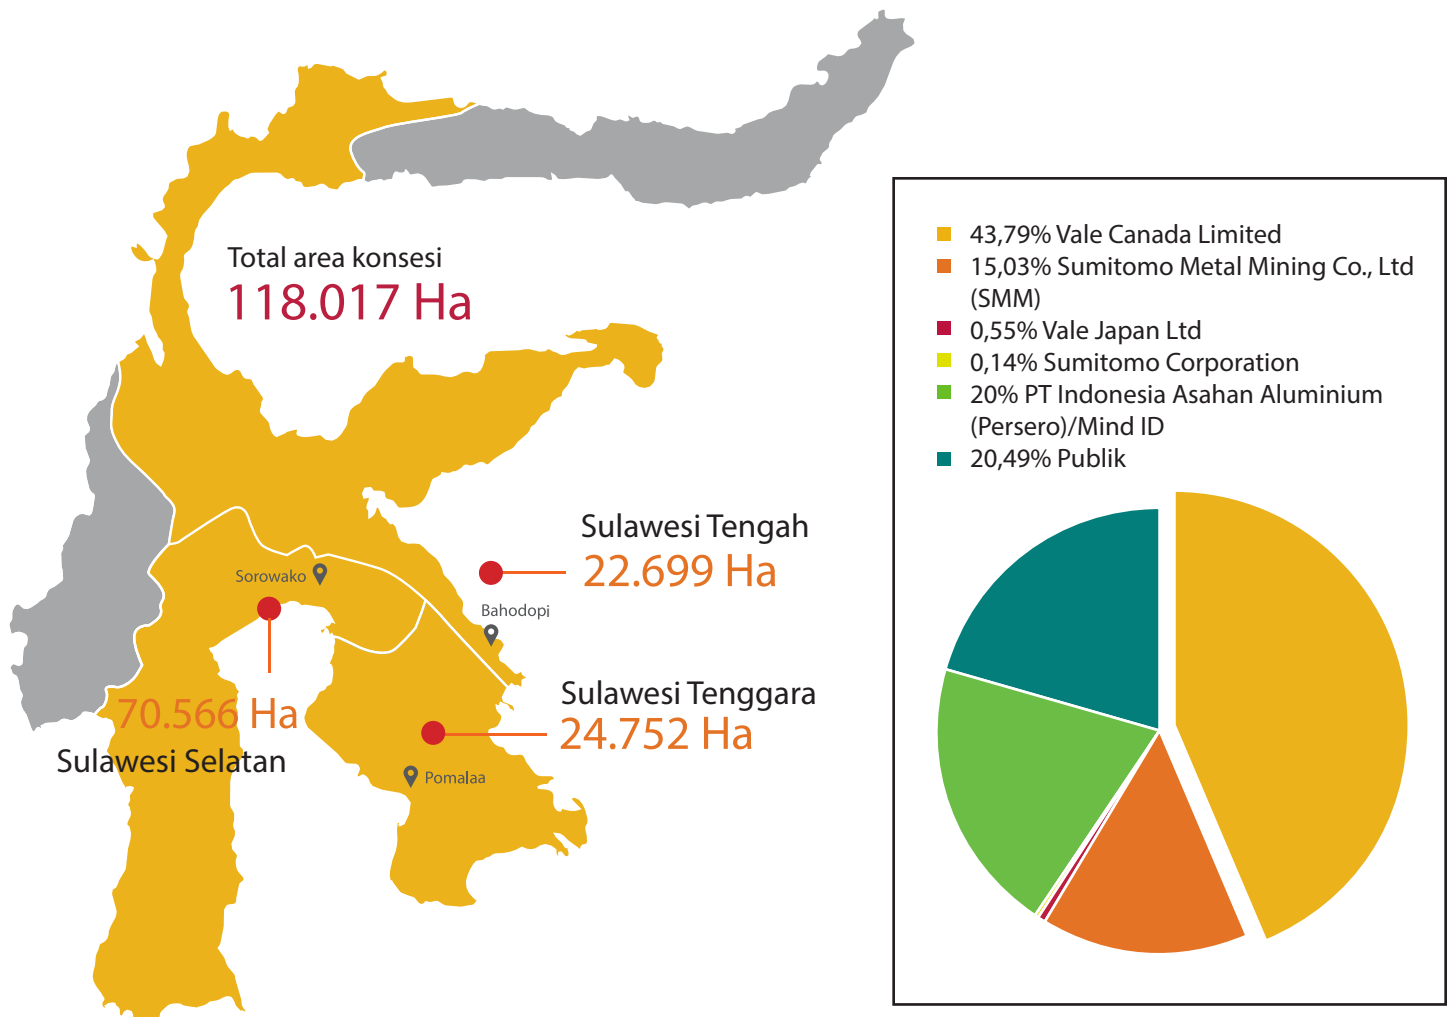 Total area konsesi
118.017 Ha
Sulawesi Tengah
22.699 Ha
Sorowako
Bahodopi
Sulawesi Tenggara
24.752 Ha
70.566 Ha
Sulawesi Selatan
Pomalaa
43,79% Vale Canada Limited
15,03% Sumitomo Metal Mining Co., Ltd
(SMM)
0,55% Vale Japan Ltd
0,14% Sumitomo Corporation
20% PT Indonesia Asahan Aluminium
(Persero)/Mind ID
20,49% Publik